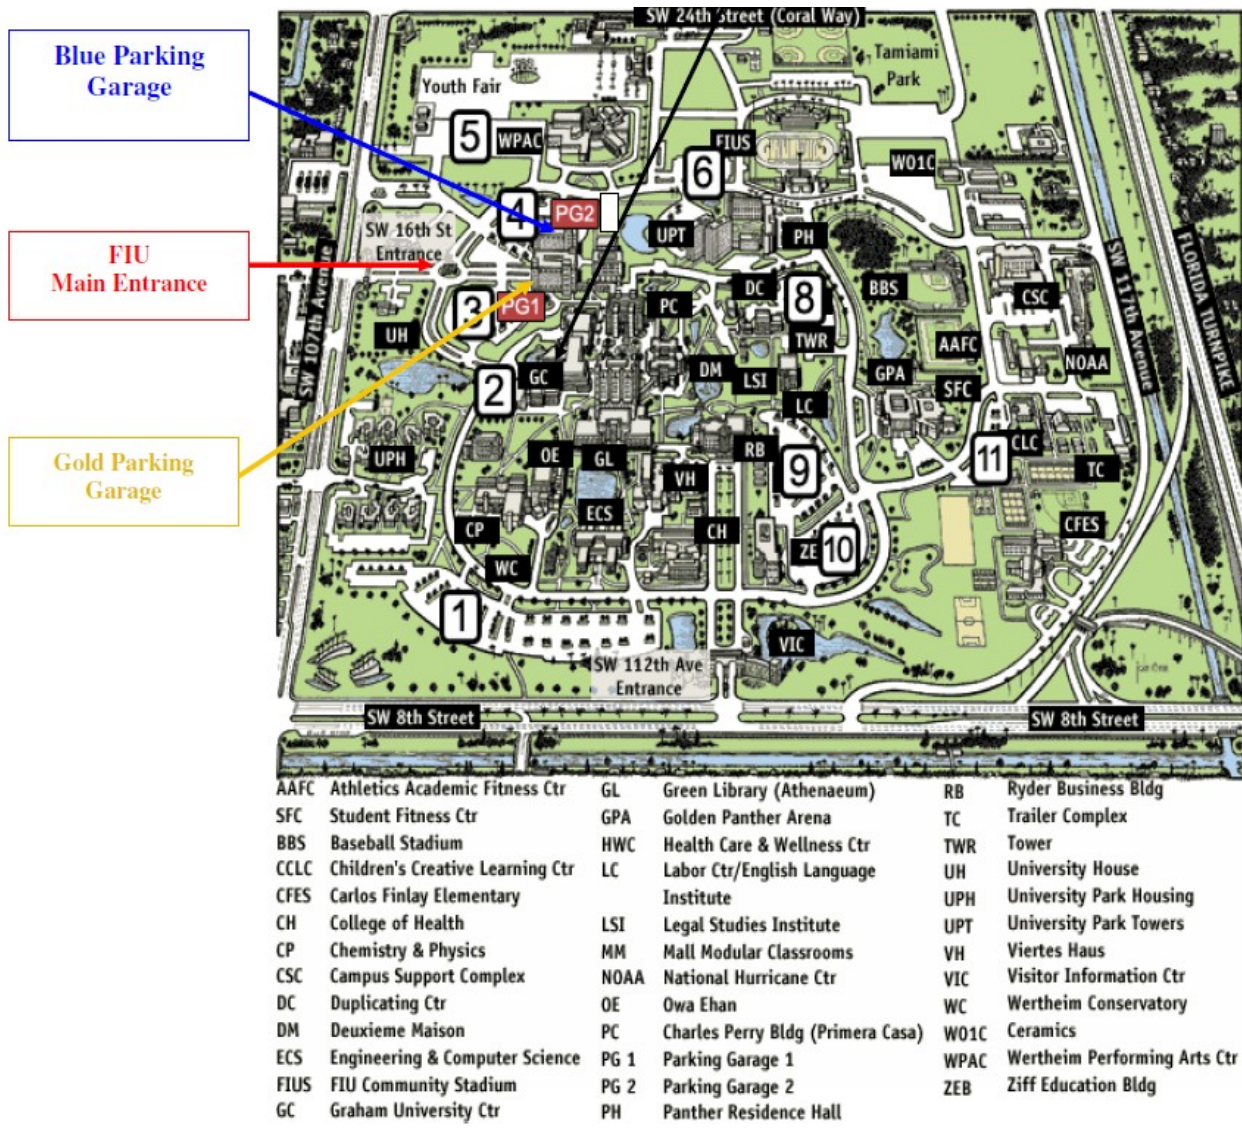 Blue Parking
Garage
FIU
Main Entrance
Gold Parking
Garage
SW 24th Street (Coral Way)
Tamiami
Park
Youth Fair
5
WPAC
FIUS
6
WO1C
4
PG2
SW 16th St
Entrance
UPT
PH
SW 107th Avenue
SW 117th Avenue
FLORIDA TURNPIKE
3
PG1
PC
DC
8
BBS
CSC
UH
TWR
AAFC
NOAA
2
GC
DM
LSI
GPA
SFC
LC
UPH
OE
GL
VH
RB
9
11
CLC
TC
ECS
CP
CH
ZE
10
CFES
WC
1
VIC
SW 112th Ave
Entrance
SW 8th Street
SW 8th Street
AAFC Athletics Academic Fitness Ctr
SFC Student Fitness Ctr
BBS Baseball Stadium
CCLC Children's Creative Learning Ctr
CFES Carlos Finlay Elementary
CH College of Health
CP Chemistry & Physics
CSC Campus Support Complex
DC Duplicating Ctr
DM Deuxieme Maison
ECS Engineering & Computer Science
FIUS FIU Community Stadium
GC Graham University Ctr
GL Green Library (Athenaeum)
GPA Golden Panther Arena
HWC Health Care & Wellness Ctr
LC Labor Ctr/English Language
Institute
LSI Legal Studies Institute
MM Mall Modular Classrooms
NOAA National Hurricane Ctr
OE Owa Ehan
PC Charles Perry Bldg (Primera Casa)
PG 1 Parking Garage 1
PG 2 Parking Garage 2
PH Panther Residence Hall
RB Ryder Business Bldg
TC Trailer Complex
TWR Tower
UH University House
UPH University Park Housing
UPT University Park Towers
VH Viertes Haus
VIC Visitor Information Ctr
WC Wertheim Conservatory
WO1C Ceramics
WPAC Wertheim Performing Arts Ctr
ZEB Ziff Education Bldg